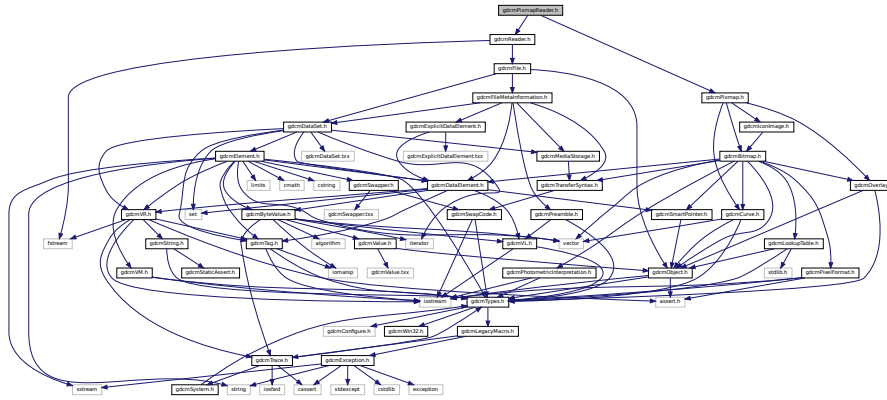 gdcmPixmapReader.h
gdcmReader.h
gdcmFile.h
gdcmFileMetaInformation.h
gdcmPixmap.h
gdcmDataSet.h
gdcmExplicitDataElement.h
gdcmIconImage.h
gdcmElement.h
gdcmDataSet.txx
gdcmExplicitDataElement.txx
gdcmMediaStorage.h
gdcmBitmap.h
limits
cmath
cstring
gdcmSwapper.h
gdcmDataElement.h
gdcmTransferSyntax.h
gdcmOverlay
gdcmVR.h
set
gdcmByteValue.h
gdcmSwapper.txx
gdcmSwapCode.h
gdcmPreamble.h
gdcmSmartPointer.h
gdcmCurve.h
fstream
gdcmString.h
gdcmTag.h
algorithm
gdcmValue.h
iterator
gdcmVL.h
vector
gdcmLookupTable.h
gdcmVM.h
gdcmStaticAssert.h
iomanip
gdcmValue.txx
gdcmPhotometricInterpretation.h
gdcmObject.h
stdlib.h
gdcmPixelFormat.h
iostream
gdcmTypes.h
assert.h
gdcmConfigure.h
gdcmWin32.h
gdcmLegacyMacro.h
gdcmTrace.h
gdcmException.h
sstream
gdcmSystem.h
string
iosfwd
cassert
stdexcept
cstdlib
exception